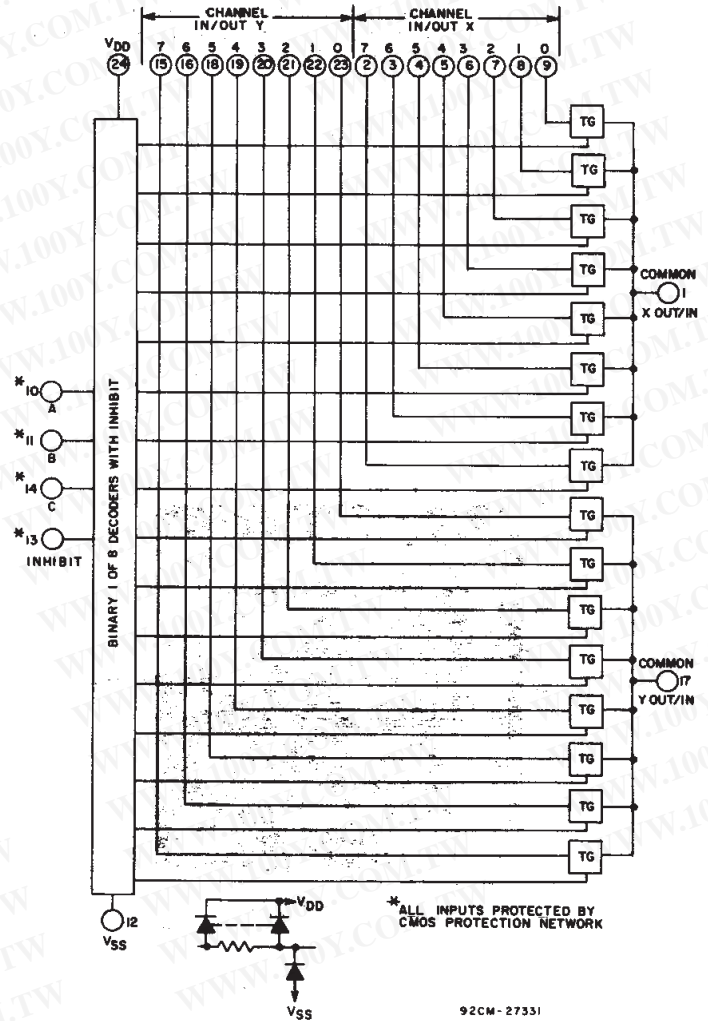 CHANNEL
IN/OUT Y
CHANNEL
IN/OUT X
VDD
7 6 5 4 3 2 1 0 7 6 5 4 3 2 1 0
24 15 16 18 19 20 21 22 23 2 3 4 5 6 7 8 9
TG
TG
TG
TG
COMMON
1
X OUT/IN
TG
TG
*10
A
TG
*11
B
TG
*14
C
TG
*13
INHIBIT
BINARY 1 OF 8 DECODERS WITH INHIBIT
TG
TG
TG
COMMON
17
Y OUT/IN
TG
TG
TG
TG
12
VSS
VDD
VSS
*ALL INPUTS PROTECTED BY
CMOS PROTECTION NETWORK
92CM-27331
WWW.100Y.COM.TW